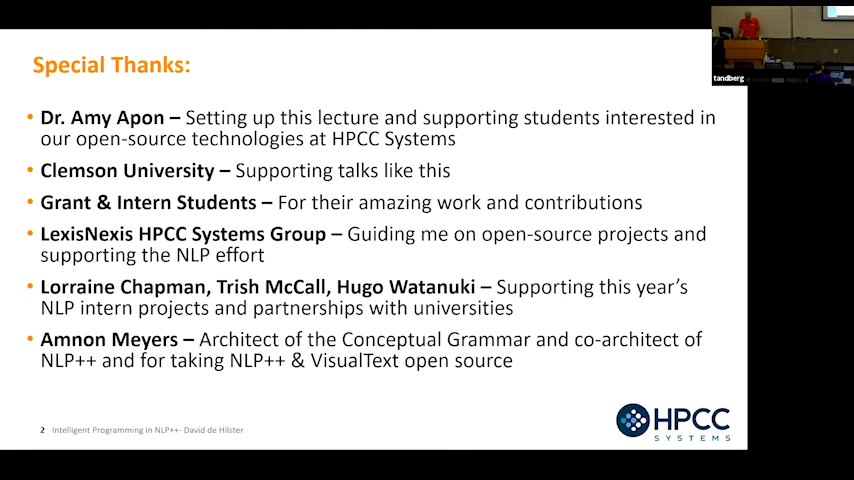 tandberg
Special Thanks:
• Dr. Amy Apon – Setting up this lecture and supporting students interested in
our open-source technologies at HPCC Systems
• Clemson University – Supporting talks like this
• Grant & Intern Students – For their amazing work and contributions
• LexisNexis HPCC Systems Group – Guiding me on open-source projects and
supporting the NLP effort
• Lorraine Chapman, Trish McCall, Hugo Watanuki – Supporting this year's
NLP intern projects and partnerships with universities
• Amnon Meyers – Architect of the Conceptual Grammar and co-architect of
NLP++ and for taking NLP++ & VisualText open source
2 Intelligent Programming in NLP++- David de Hilster
HPCC
SYSTEMS